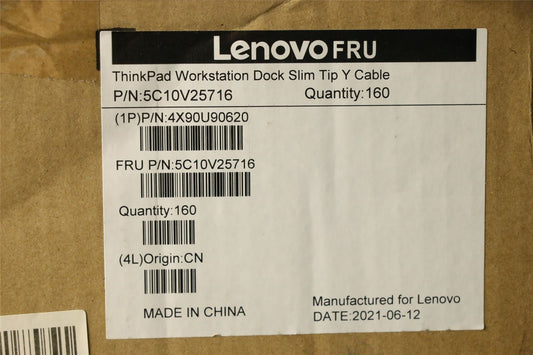 Lenovo FRU
ThinkPad Workstation Dock Slim Tip Y Cable
P/N:5C10V25716 Quantity:160
(1P)P/N:4X90U90620
FRU P/N:5C10V25716
Quantity:160
(4L)Origin:CN
MADE IN CHINA
Manufactured for Lenovo
DATE:2021-06-12